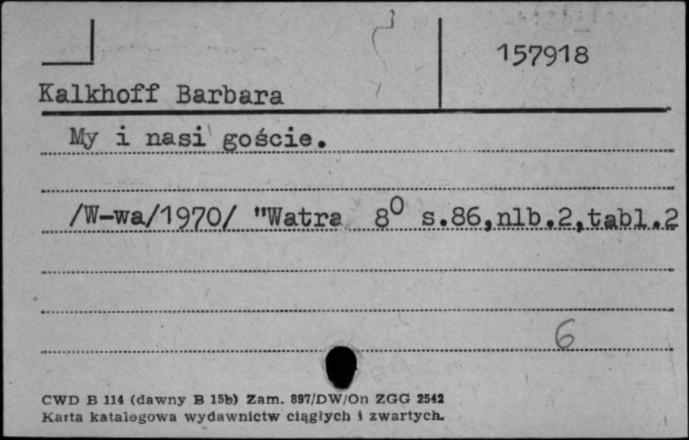 157918
Kalkhoff Barbara
My i nasi goście.
/W-wa/1970/ "Watra 8⁰ s.86,nlb.2,tabl.2
6
CWD B 114 (dawny B 15b) Zam. 897/DW/On ZGG 2542
Karta katalogowa wydawnictw ciągłych i zwartych.